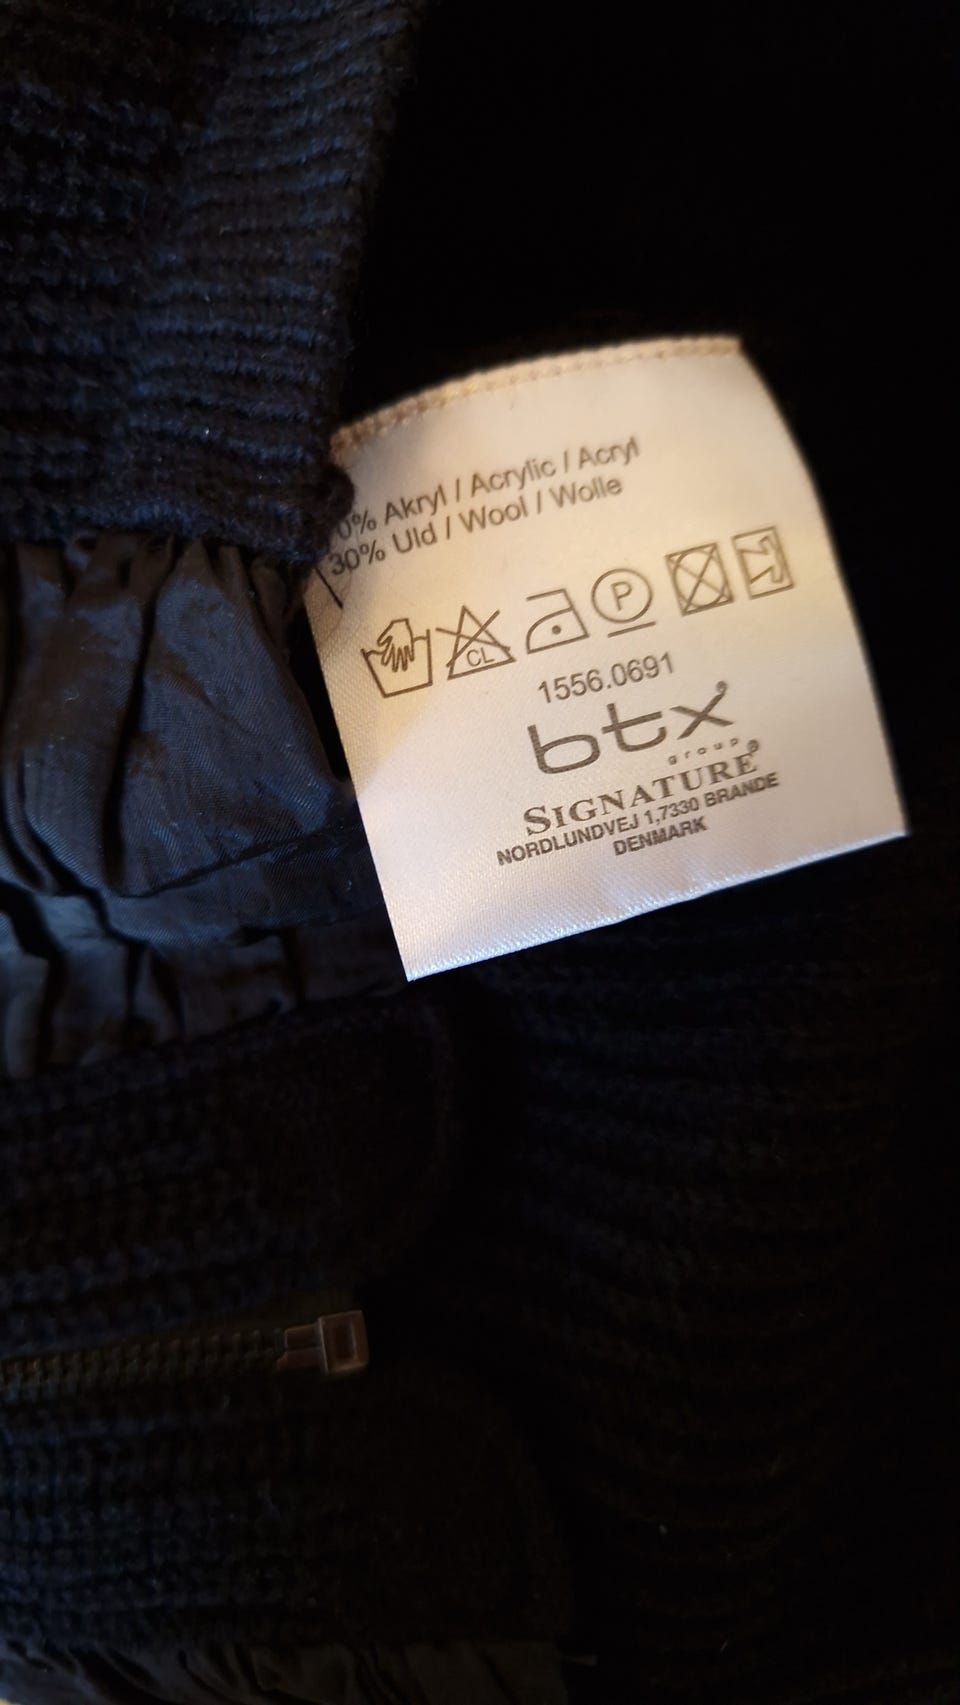 0% Akryl / Acrylic / Acryl
30% Uld / Wool / Wolle
CL P
1556.0691
btx
group
SIGNATURE
NORDLUNDVEJ 1,7330 BRANDE
DENMARK